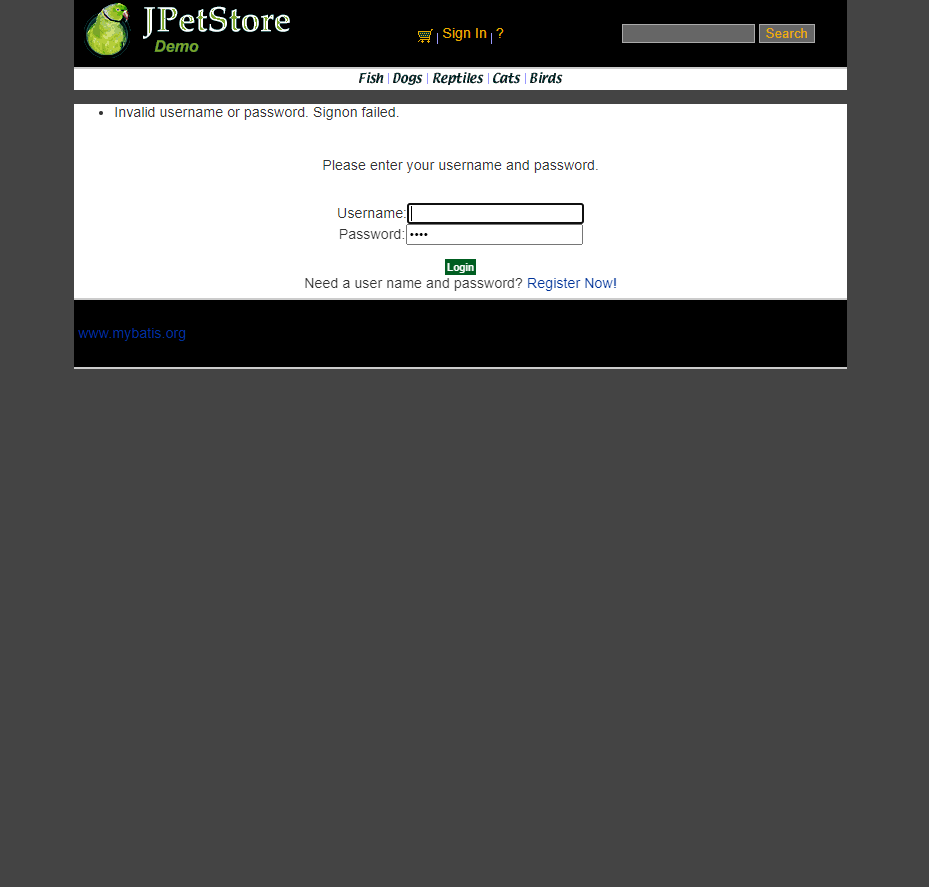 JPetStore
Demo
Sign In | ?
Search
Fish | Dogs | Reptiles | Cats | Birds
• Invalid username or password. Signon failed.
Please enter your username and password.
Username:
Password: ••••
Login
Need a user name and password? Register Now!
www.mybatis.org